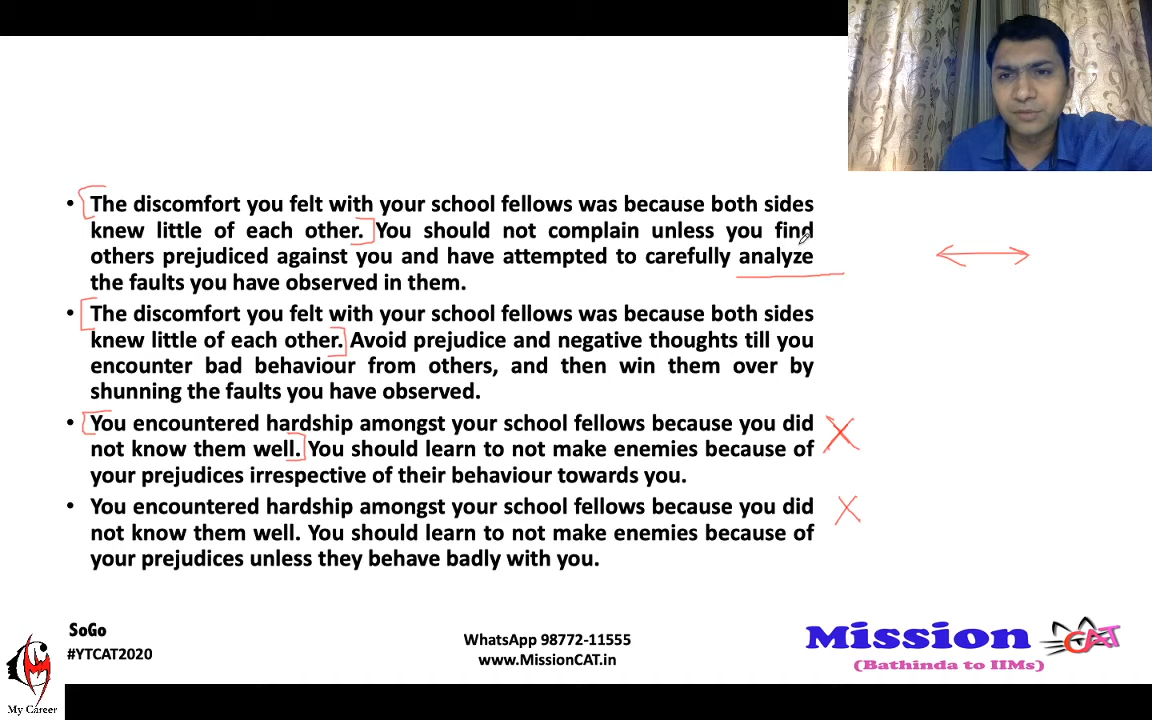 • The discomfort you felt with your school fellows was because both sides
knew little of each other. You should not complain unless you find
others prejudiced against you and have attempted to carefully analyze
the faults you have observed in them.
• The discomfort you felt with your school fellows was because both sides
knew little of each other. Avoid prejudice and negative thoughts till you
encounter bad behaviour from others, and then win them over by
shunning the faults you have observed.
• You encountered hardship amongst your school fellows because you did
not know them well. You should learn to not make enemies because of
your prejudices irrespective of their behaviour towards you.
• You encountered hardship amongst your school fellows because you did
not know them well. You should learn to not make enemies because of
your prejudices unless they behave badly with you.
SoGo
#YTCAT2020
WhatsApp 98772-11555
www.MissionCAT.in
Mission CAT
(Bathinda to IIMs)
My Career